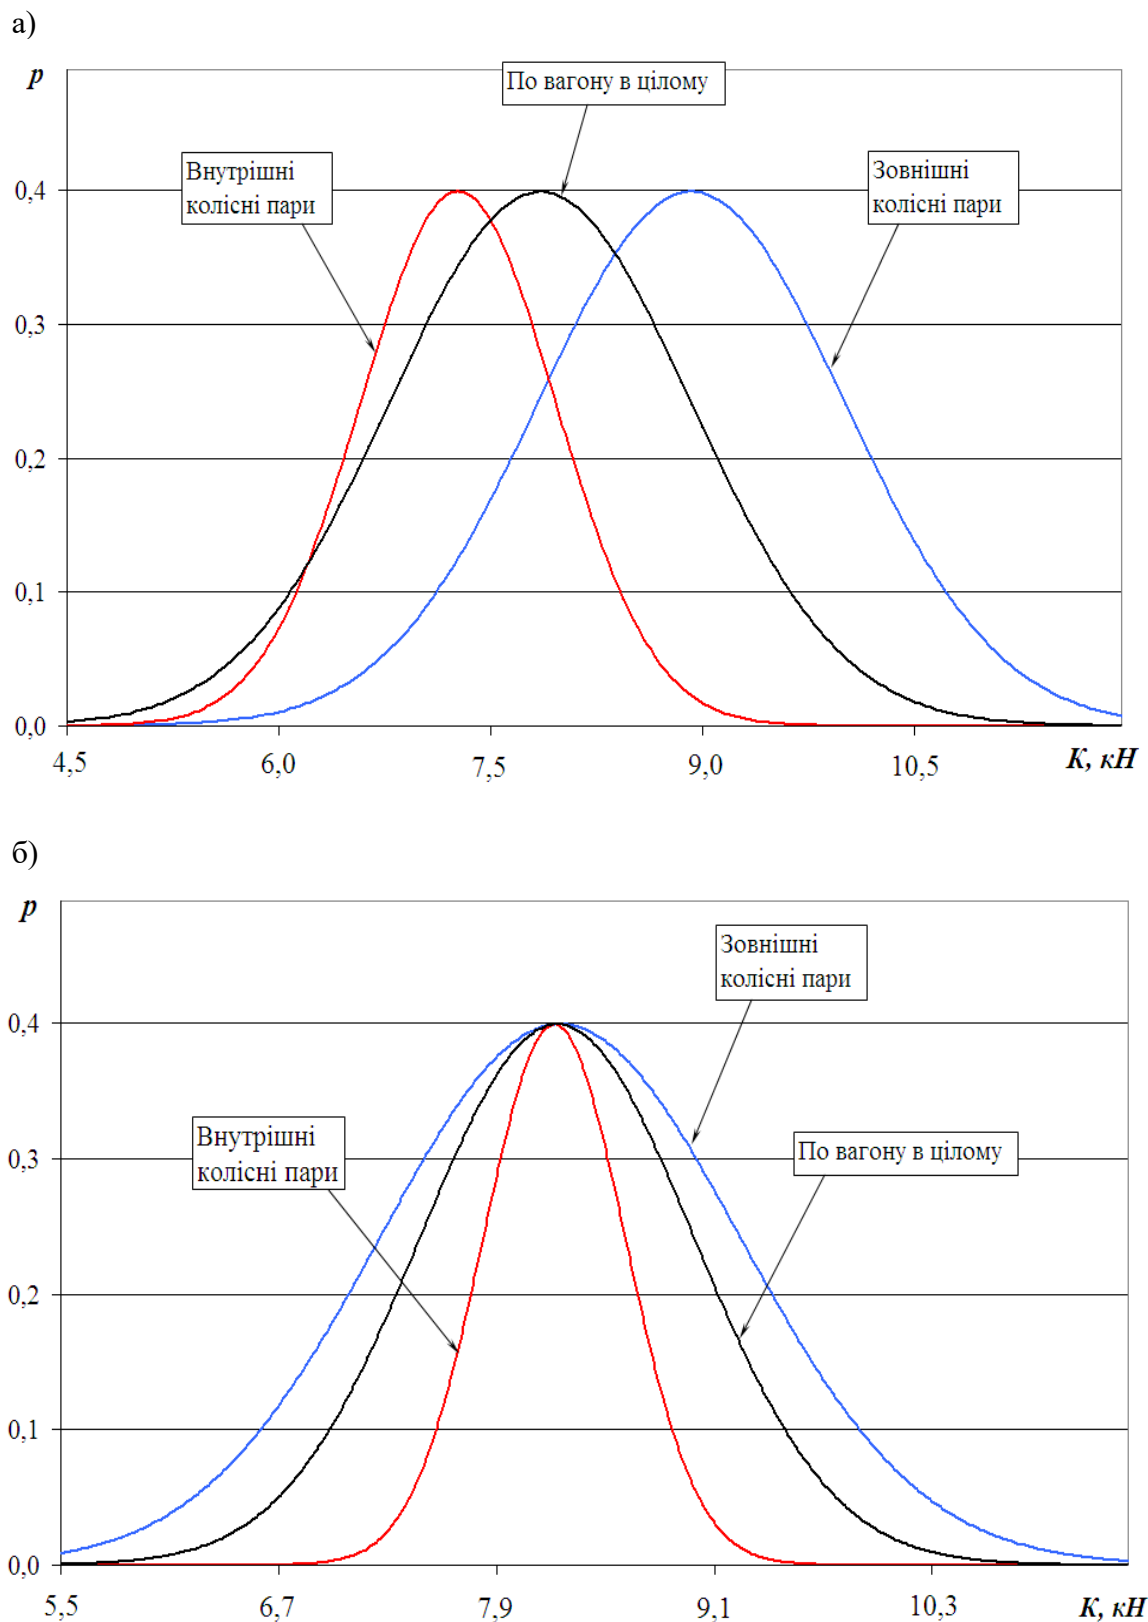 а)
p
По вагону в цілому
Внутрішні
колісні пари
Зовнішні
колісні пари
0,4
0,3
0,2
0,1
0,0
4,5 6,0 7,5 9,0 10,5 K, кН
б)
p
Зовнішні
колісні пари
0,4
Внутрішні
колісні пари
По вагону в цілому
0,3
0,2
0,1
0,0
5,5 6,7 7,9 9,1 10,3 K, кН